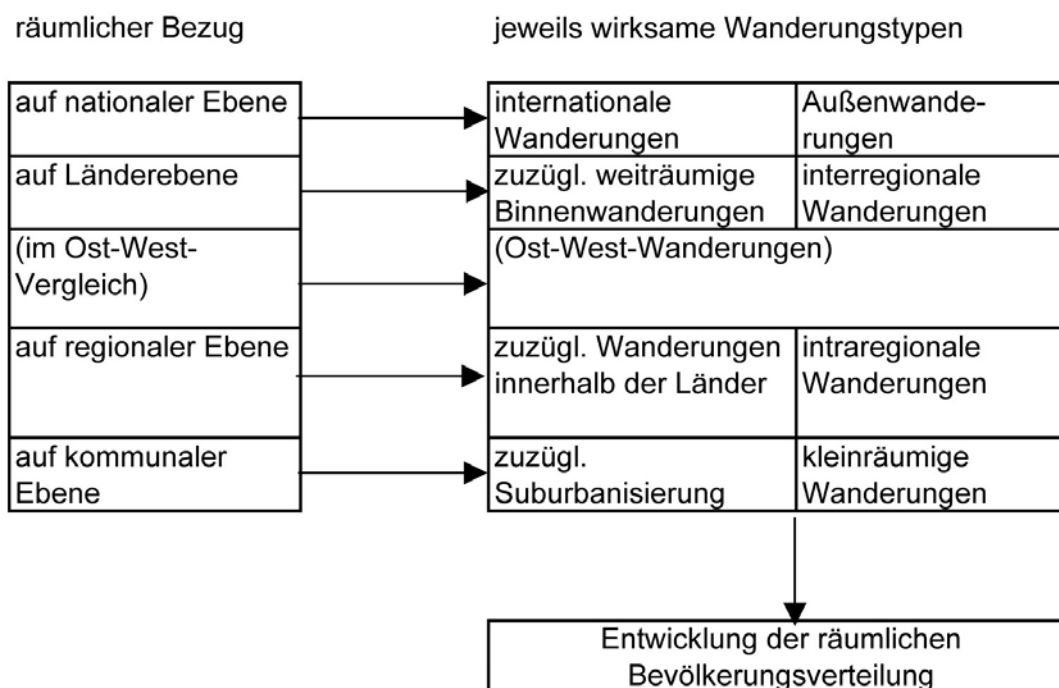 räumlicher Bezug
jeweils wirksame Wanderungstypen
auf nationaler Ebene
internationale
Wanderungen
Außenwande-
rungen
auf Länderebene
zuzügl. weiträumige
Binnenwanderungen
interregionale
Wanderungen
(im Ost-West-
Vergleich)
(Ost-West-Wanderungen)
auf regionaler Ebene
zuzügl. Wanderungen
innerhalb der Länder
intraregionale
Wanderungen
auf kommunaler
Ebene
zuzügl.
Suburbanisierung
kleinräumige
Wanderungen
Entwicklung der räumlichen
Bevölkerungsverteilung